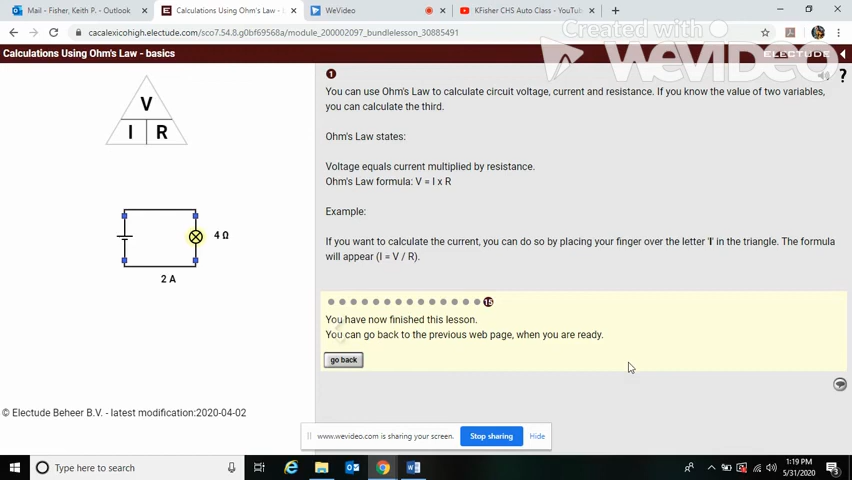 Mail - Fisher, Keith P. - Outlook
Calculations Using Ohm's Law -
WeVideo
KFisher CHS Auto Class - YouTub
cacalexicohigh.electude.com/sco7.54.8.g0bf69568a/module_200002097_bundlelesson_30885491
Created with
WEVIDEO
Calculations Using Ohm's Law - basics
ELECTUDE
?
V
I R
4 Ω
2 A
1
You can use Ohm's Law to calculate circuit voltage, current and resistance. If you know the value of two variables,
you can calculate the third.
Ohm's Law states:
Voltage equals current multiplied by resistance.
Ohm's Law formula: V = I x R
Example:
If you want to calculate the current, you can do so by placing your finger over the letter 'I' in the triangle. The formula
will appear (I = V / R).
15
You have now finished this lesson.
You can go back to the previous web page, when you are ready.
go back
© Electude Beheer B.V. - latest modification:2020-04-02
www.wevideo.com is sharing your screen.
Stop sharing
Hide
Type here to search
1:19 PM
5/31/2020
3